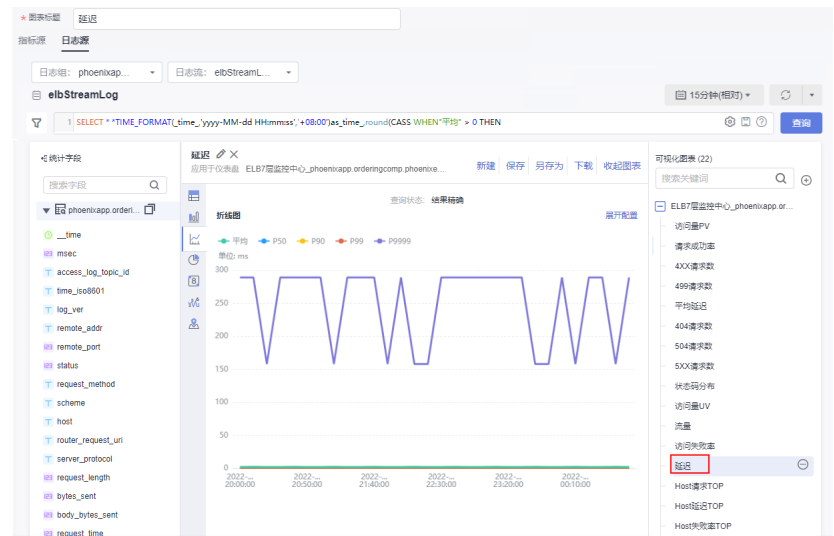 * 图表标题 延迟
指标源 日志源
日志组: phoenixap... 日志流: elbStreamL...
elbStreamLog 15分钟(相对)
1 SELECT * *TIME_FORMAT(_time_,'yyyy-MM-dd HH:mm:ss','+08:00')as_time_,round(CASS WHEN"平均" > 0 THEN 查询
统计字段
搜索字段
phoenixapp.orderi...
__time
msec
access_log_topic_id
time_iso8601
log_ver
remote_addr
remote_port
status
request_method
scheme
host
router_request_uri
server_protocol
request_length
bytes_sent
body_bytes_sent
request_time
延迟
应用于仪表盘 ELB7层监控中心_phoenixapp.orderingcomp.phoenixe...
新建 保存 另存为 下载 收起图表
查询状态: 结果精确
折线图 展开配置
平均 P50 P90 P99 P9999
单位: ms
300
250
200
150
100
50
0
2022-... 2022-... 2022-... 2022-... 2022-... 2022-...
20:00:00 20:50:00 21:40:00 22:30:00 23:20:00 00:10:00
可视化图表 (22)
搜索关键词
ELB7层监控中心_phoenixapp.or...
访问量PV
请求成功率
4XX请求数
499请求数
平均延迟
404请求数
504请求数
5XX请求数
状态码分布
访问量UV
流量
访问失败率
延迟
Host请求TOP
Host延迟TOP
Host失败率TOP